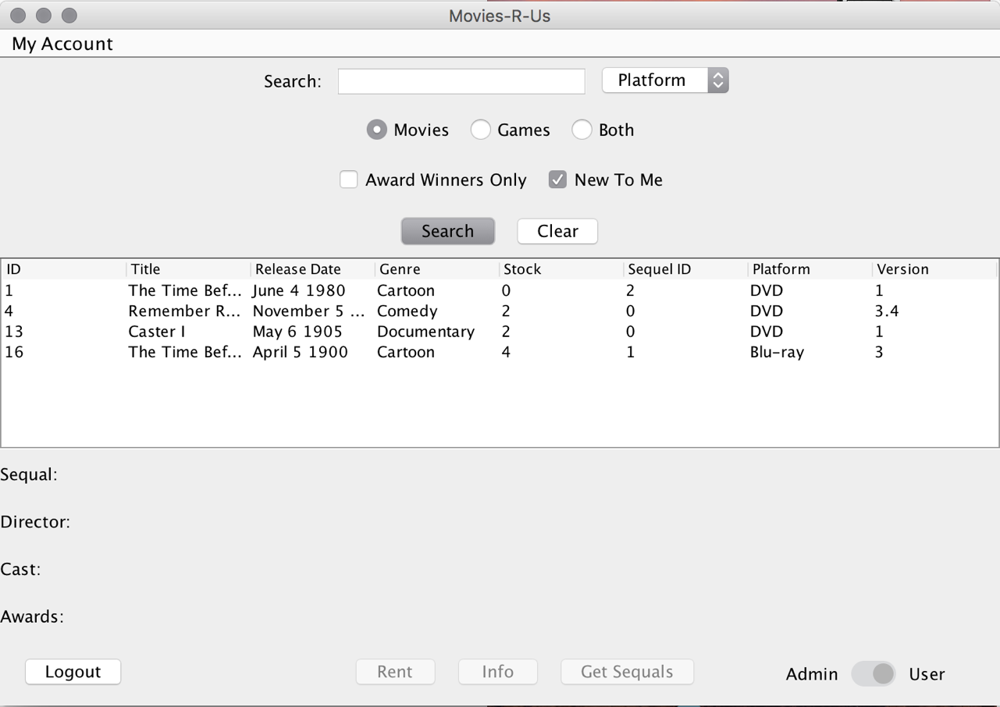 Movies-R-Us
My Account
Search: Platform
Movies Games Both
Award Winners Only New To Me
Search Clear
ID Title Release Date Genre Stock Sequel ID Platform Version
1 The Time Bef... June 4 1980 Cartoon 0 2 DVD 1
4 Remember R... November 5 ... Comedy 2 0 DVD 3.4
13 Caster I May 6 1905 Documentary 2 0 DVD 1
16 The Time Bef... April 5 1900 Cartoon 4 1 Blu-ray 3
Sequal:
Director:
Cast:
Awards:
Logout Rent Info Get Sequals Admin User